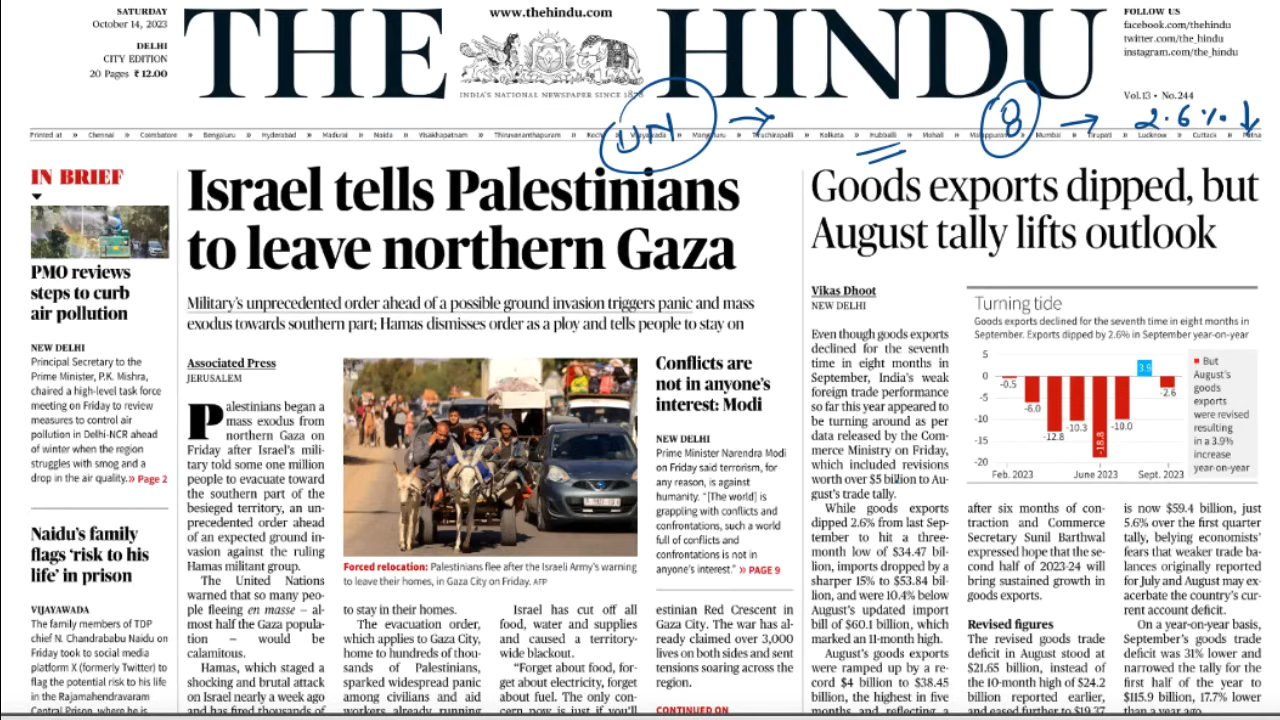 SATURDAY
October 14, 2023
DELHI
CITY EDITION
20 Pages ₹ 12.00
www.thehindu.com
THE HINDU
INDIA'S NATIONAL NEWSPAPER SINCE 1878
FOLLOW US
facebook.com/thehindu
twitter.com/the_hindu
instagram.com/the_hindu
Vol.13 • No.244
UN →
8 → 2.6% ↓
Printed at » Chennai » Coimbatore » Bengaluru » Hyderabad » Madurai » Noida » Visakhapatnam » Thiruvananthapuram » Kochi » Vijayawada » Mangaluru » Tiruchirapalli » Kolkata » Hubballi » Mohali » Malappuram » Mumbai » Tirupati » Lucknow » Cuttack » Patna
IN BRIEF
PMO reviews
steps to curb
air pollution
NEW DELHI
Principal Secretary to the
Prime Minister, P.K. Mishra,
chaired a high-level task force
meeting on Friday to review
measures to control air
pollution in Delhi-NCR ahead
of winter when the region
struggles with smog and a
drop in the air quality.» Page 2
Naidu's family
flags 'risk to his
life' in prison
VIJAYAWADA
The family members of TDP
chief N. Chandrababu Naidu on
Friday took to social media
platform X (formerly Twitter) to
flag the potential risk to his life
in the Rajamahendravaram
Central Prison, where he is
Israel tells Palestinians
to leave northern Gaza
Military's unprecedented order ahead of a possible ground invasion triggers panic and mass
exodus towards southern part; Hamas dismisses order as a ploy and tells people to stay on
Associated Press
JERUSALEM
Palestinians began a
mass exodus from
northern Gaza on
Friday after Israel's mili-
tary told some one million
people to evacuate toward
the southern part of the
besieged territory, an un-
precedented order ahead
of an expected ground in-
vasion against the ruling
Hamas militant group.
The United Nations
warned that so many peo-
ple fleeing en masse – al-
most half the Gaza popula-
tion – would be
calamitous.
Hamas, which staged a
shocking and brutal attack
on Israel nearly a week ago
and has fired thousands of
Forced relocation: Palestinians flee after the Israeli Army's warning
to leave their homes, in Gaza City on Friday. AFP
to stay in their homes.
The evacuation order,
which applies to Gaza City,
home to hundreds of thou-
sands of Palestinians,
sparked widespread panic
among civilians and aid
workers already running
Israel has cut off all
food, water and supplies
and caused a territory-
wide blackout.
"Forget about food, for-
get about electricity, forget
about fuel. The only con-
cern now is just if you'll
Conflicts are
not in anyone's
interest: Modi
NEW DELHI
Prime Minister Narendra Modi
on Friday said terrorism, for
any reason, is against
humanity. "[The world] is
grappling with conflicts and
confrontations, such a world
full of conflicts and
confrontations is not in
anyone's interest." » PAGE 9
estinian Red Crescent in
Gaza City. The war has al-
ready claimed over 3,000
lives on both sides and sent
tensions soaring across the
region.
CONTINUED ON
Goods exports dipped, but
August tally lifts outlook
Vikas Dhoot
NEW DELHI
Even though goods exports
declined for the seventh
time in eight months in
September, India's weak
foreign trade performance
so far this year appeared to
be turning around as per
data released by the Com-
merce Ministry on Friday,
which included revisions
worth over $5 billion to Au-
gust's trade tally.
While goods exports
dipped 2.6% from last Sep-
tember to hit a three-
month low of $34.47 bil-
lion, imports dropped by a
sharper 15% to $53.84 bil-
lion, and were 10.4% below
August's updated import
bill of $60.1 billion, which
marked an 11-month high.
August's goods exports
were ramped up by a re-
cord $4 billion to $38.45
billion, the highest in five
months and reflecting a
Turning tide
Goods exports declined for the seventh time in eight months in
September. Exports dipped by 2.6% in September year-on-year
5
0
-5
-10
-15
-20
-0.5
-6.0
-12.8
-10.3
-18.8
-10.0
3.9
-2.6
Feb. 2023
June 2023
Sept. 2023
▪ But
August's
goods
exports
were revised
resulting
in a 3.9%
increase
year-on-year
after six months of con-
traction and Commerce
Secretary Sunil Barthwal
expressed hope that the se-
cond half of 2023-24 will
bring sustained growth in
goods exports.
Revised figures
The revised goods trade
deficit in August stood at
$21.65 billion, instead of
the 10-month high of $24.2
billion reported earlier,
and eased further to $19.37
is now $59.4 billion, just
5.6% over the first quarter
tally, belying economists'
fears that weaker trade ba-
lances originally reported
for July and August may ex-
acerbate the country's cur-
rent account deficit.
On a year-on-year basis,
September's goods trade
deficit was 31% lower and
narrowed the tally for the
first half of the year to
$115.9 billion, 17.7% lower
than a year ago.